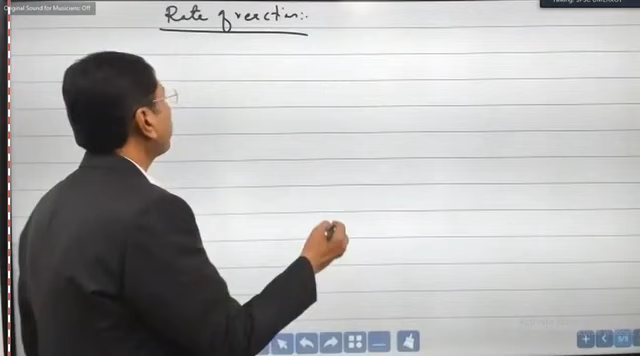 Original Sound for Musicians: Off
Rate of reaction:-